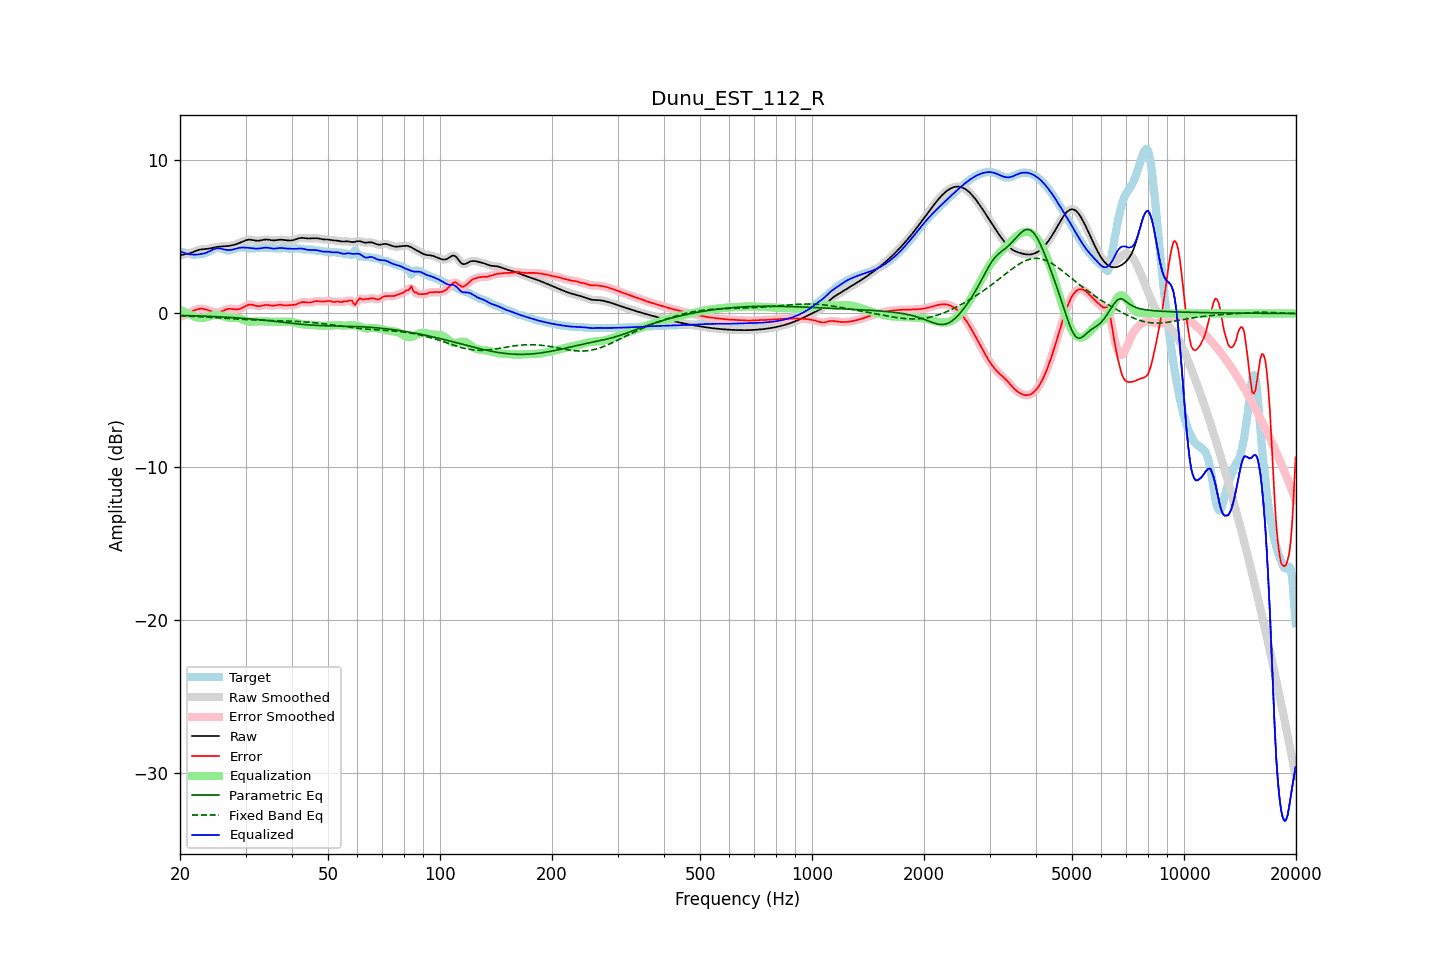 Dunu_EST_112_R
10
0
−10
−20
−30
Amplitude (dBr)
Target
Raw Smoothed
Error Smoothed
Raw
Error
Equalization
Parametric Eq
Fixed Band Eq
Equalized
20 50 100 200 500 1000 2000 5000 10000 20000
Frequency (Hz)